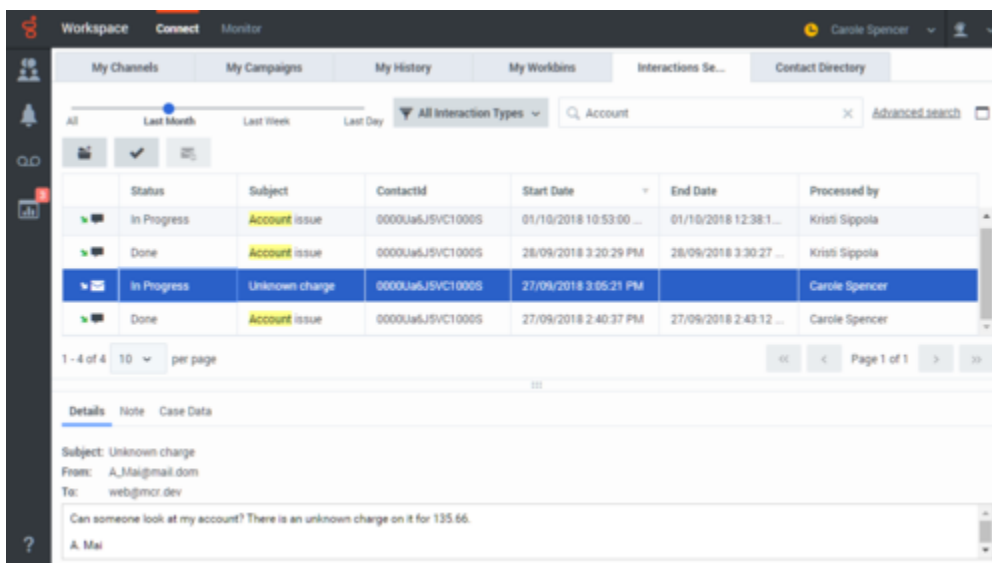 Workspace Connect Monitor Carole Spencer
My Channels My Campaigns My History My Workbins Interactions Se... Contact Directory
All Last Month Last Week Last Day All Interaction Types Account Advanced search
3
Status Subject ContactId Start Date End Date Processed by
In Progress Account issue 0000Ua6J5VC1000S 01/10/2018 10:53:00 ... 01/10/2018 12:38:1... Kristi Sippola
Done Account issue 0000Ua6J5VC1000S 28/09/2018 3:20:29 PM 28/09/2018 3:30:27 ... Kristi Sippola
In Progress Unknown charge 0000Ua6J5VC1000S 27/09/2018 3:05:21 PM Carole Spencer
Done Account issue 0000Ua6J5VC1000S 27/09/2018 2:40:37 PM 27/09/2018 2:43:12 ... Carole Spencer
1 - 4 of 4 10 per page << < Page 1 of 1 > >>
Details Note Case Data
Subject: Unknown charge
From: A_Mai@mail.dom
To: web@mcr.dev
Can someone look at my account? There is an unknown charge on it for 135.66.
A. Mai
?